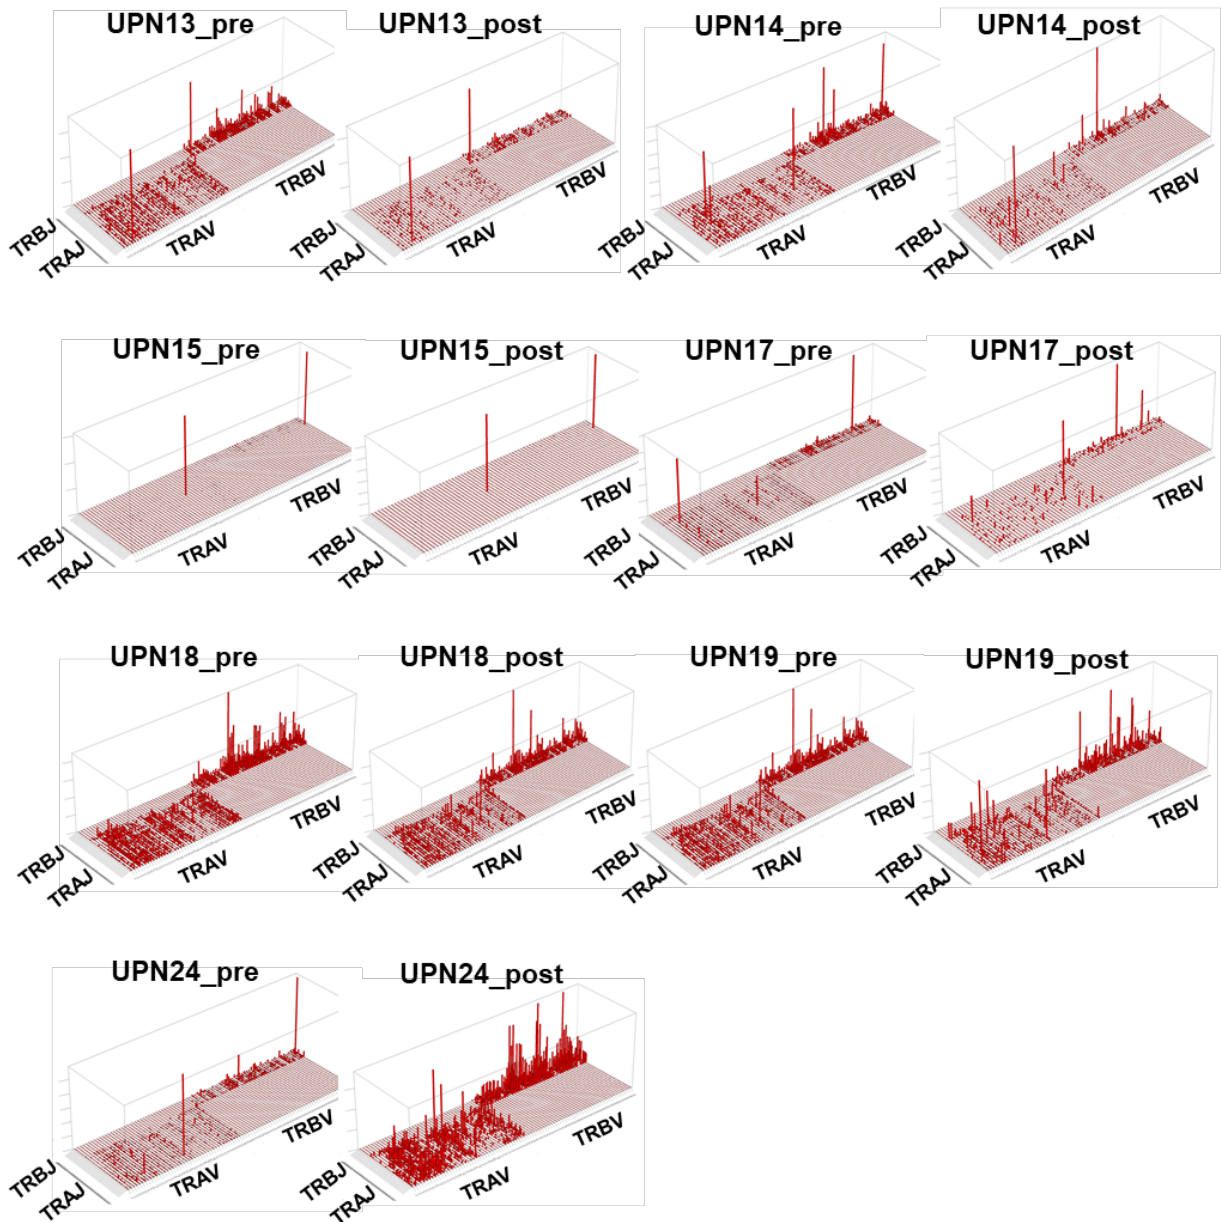 UPN13_pre UPN13_post UPN14_pre UPN14_post
TRBJ TRAJ TRAV TRBV TRBJ TRAJ TRAV TRBV TRBJ TRAJ TRAV TRBV TRBJ TRAJ TRAV TRBV
UPN15_pre UPN15_post UPN17_pre UPN17_post
TRBJ TRAJ TRAV TRBV TRBJ TRAJ TRAV TRBV TRBJ TRAJ TRAV TRBV TRBJ TRAJ TRAV TRBV
UPN18_pre UPN18_post UPN19_pre UPN19_post
TRBJ TRAJ TRAV TRBV TRBJ TRAJ TRAV TRBV TRBJ TRAJ TRAV TRBV TRBJ TRAJ TRAV TRBV
UPN24_pre UPN24_post
TRBJ TRAJ TRAV TRBV TRBJ TRAJ TRAV TRBV